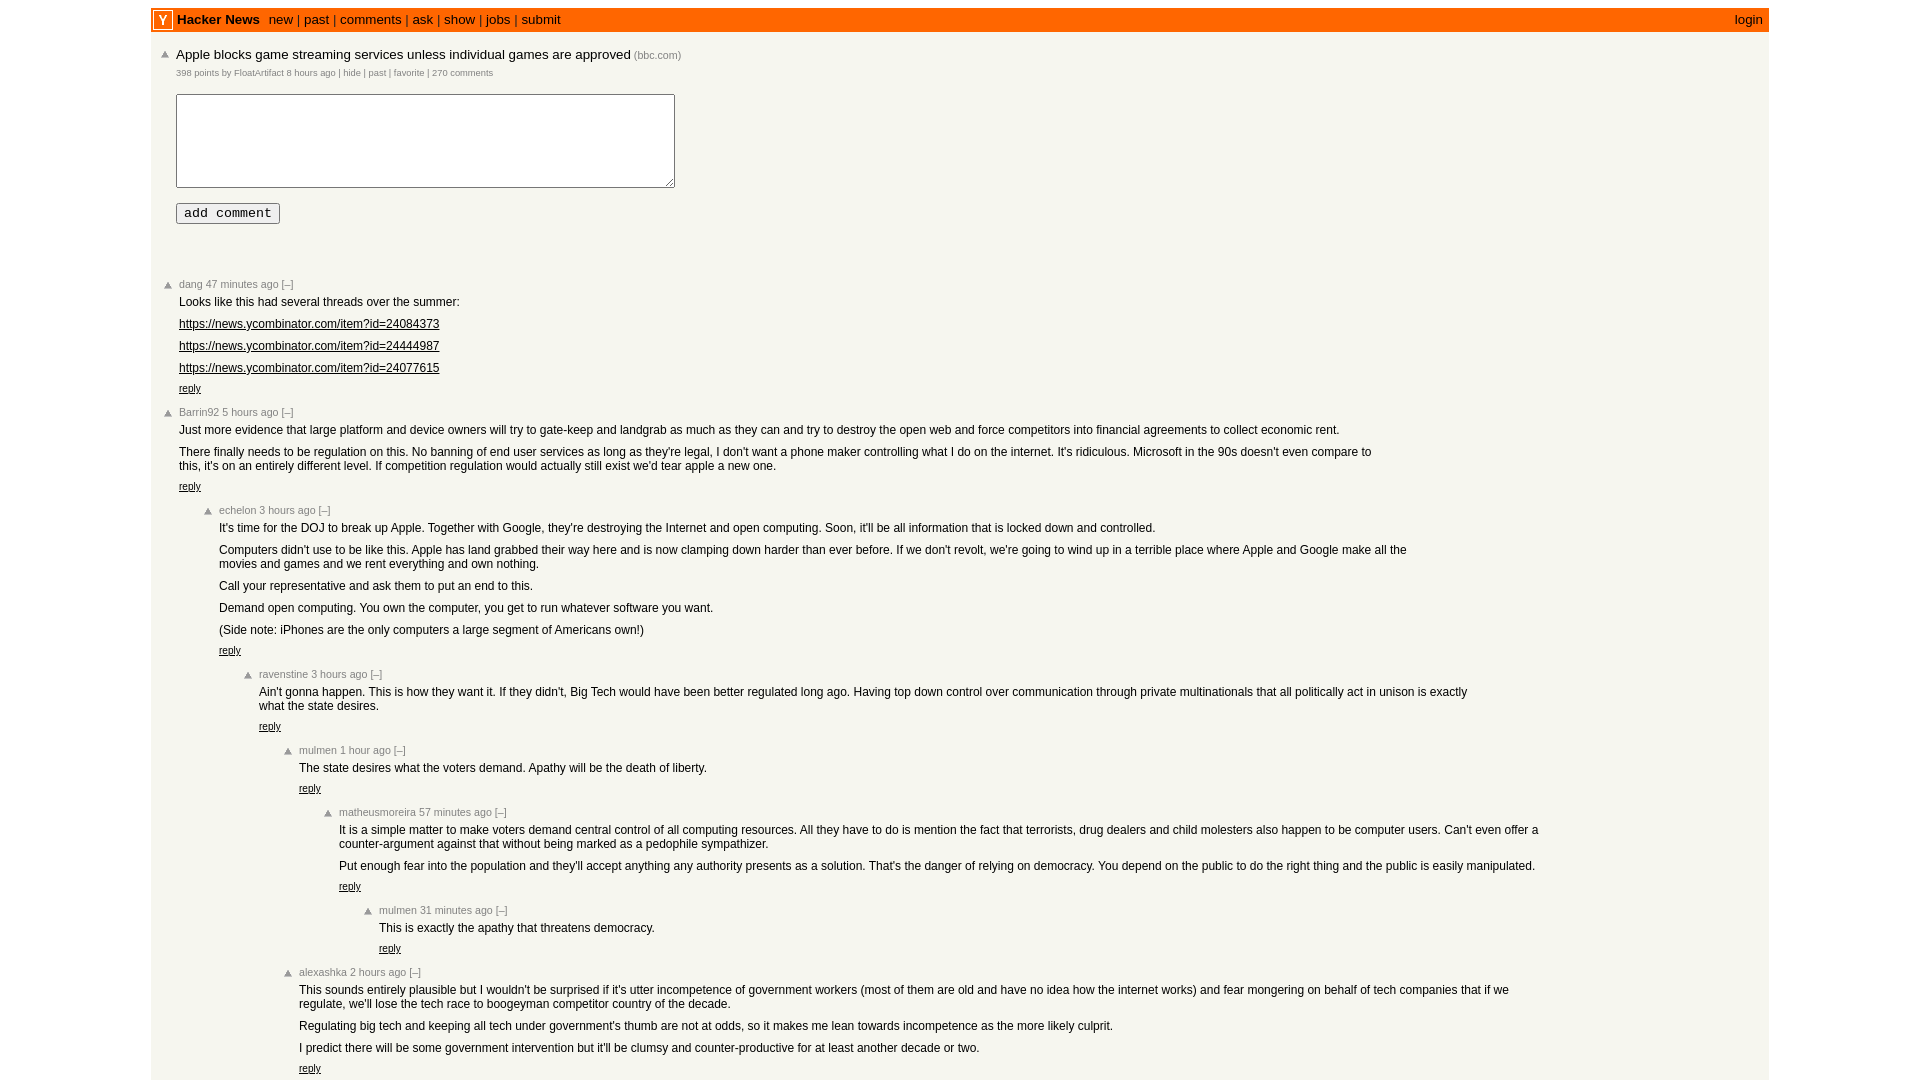 Y Hacker News new | past | comments | ask | show | jobs | submit login
Apple blocks game streaming services unless individual games are approved (bbc.com)
398 points by FloatArtifact 8 hours ago | hide | past | favorite | 270 comments
add comment
dang 47 minutes ago [–]
Looks like this had several threads over the summer:
https://news.ycombinator.com/item?id=24084373
https://news.ycombinator.com/item?id=24444987
https://news.ycombinator.com/item?id=24077615
reply
Barrin92 5 hours ago [–]
Just more evidence that large platform and device owners will try to gate-keep and landgrab as much as they can and try to destroy the open web and force competitors into financial agreements to collect economic rent.
There finally needs to be regulation on this. No banning of end user services as long as they're legal, I don't want a phone maker controlling what I do on the internet. It's ridiculous. Microsoft in the 90s doesn't even compare to
this, it's on an entirely different level. If competition regulation would actually still exist we'd tear apple a new one.
reply
echelon 3 hours ago [–]
It's time for the DOJ to break up Apple. Together with Google, they're destroying the Internet and open computing. Soon, it'll be all information that is locked down and controlled.
Computers didn't use to be like this. Apple has land grabbed their way here and is now clamping down harder than ever before. If we don't revolt, we're going to wind up in a terrible place where Apple and Google make all the
movies and games and we rent everything and own nothing.
Call your representative and ask them to put an end to this.
Demand open computing. You own the computer, you get to run whatever software you want.
(Side note: iPhones are the only computers a large segment of Americans own!)
reply
ravenstine 3 hours ago [–]
Ain't gonna happen. This is how they want it. If they didn't, Big Tech would have been better regulated long ago. Having top down control over communication through private multinationals that all politically act in unison is exactly
what the state desires.
reply
mulmen 1 hour ago [–]
The state desires what the voters demand. Apathy will be the death of liberty.
reply
matheusmoreira 57 minutes ago [–]
It is a simple matter to make voters demand central control of all computing resources. All they have to do is mention the fact that terrorists, drug dealers and child molesters also happen to be computer users. Can't even offer a
counter-argument against that without being marked as a pedophile sympathizer.
Put enough fear into the population and they'll accept anything any authority presents as a solution. That's the danger of relying on democracy. You depend on the public to do the right thing and the public is easily manipulated.
reply
mulmen 31 minutes ago [–]
This is exactly the apathy that threatens democracy.
reply
alexashka 2 hours ago [–]
This sounds entirely plausible but I wouldn't be surprised if it's utter incompetence of government workers (most of them are old and have no idea how the internet works) and fear mongering on behalf of tech companies that if we
regulate, we'll lose the tech race to boogeyman competitor country of the decade.
Regulating big tech and keeping all tech under government's thumb are not at odds, so it makes me lean towards incompetence as the more likely culprit.
I predict there will be some government intervention but it'll be clumsy and counter-productive for at least another decade or two.
reply